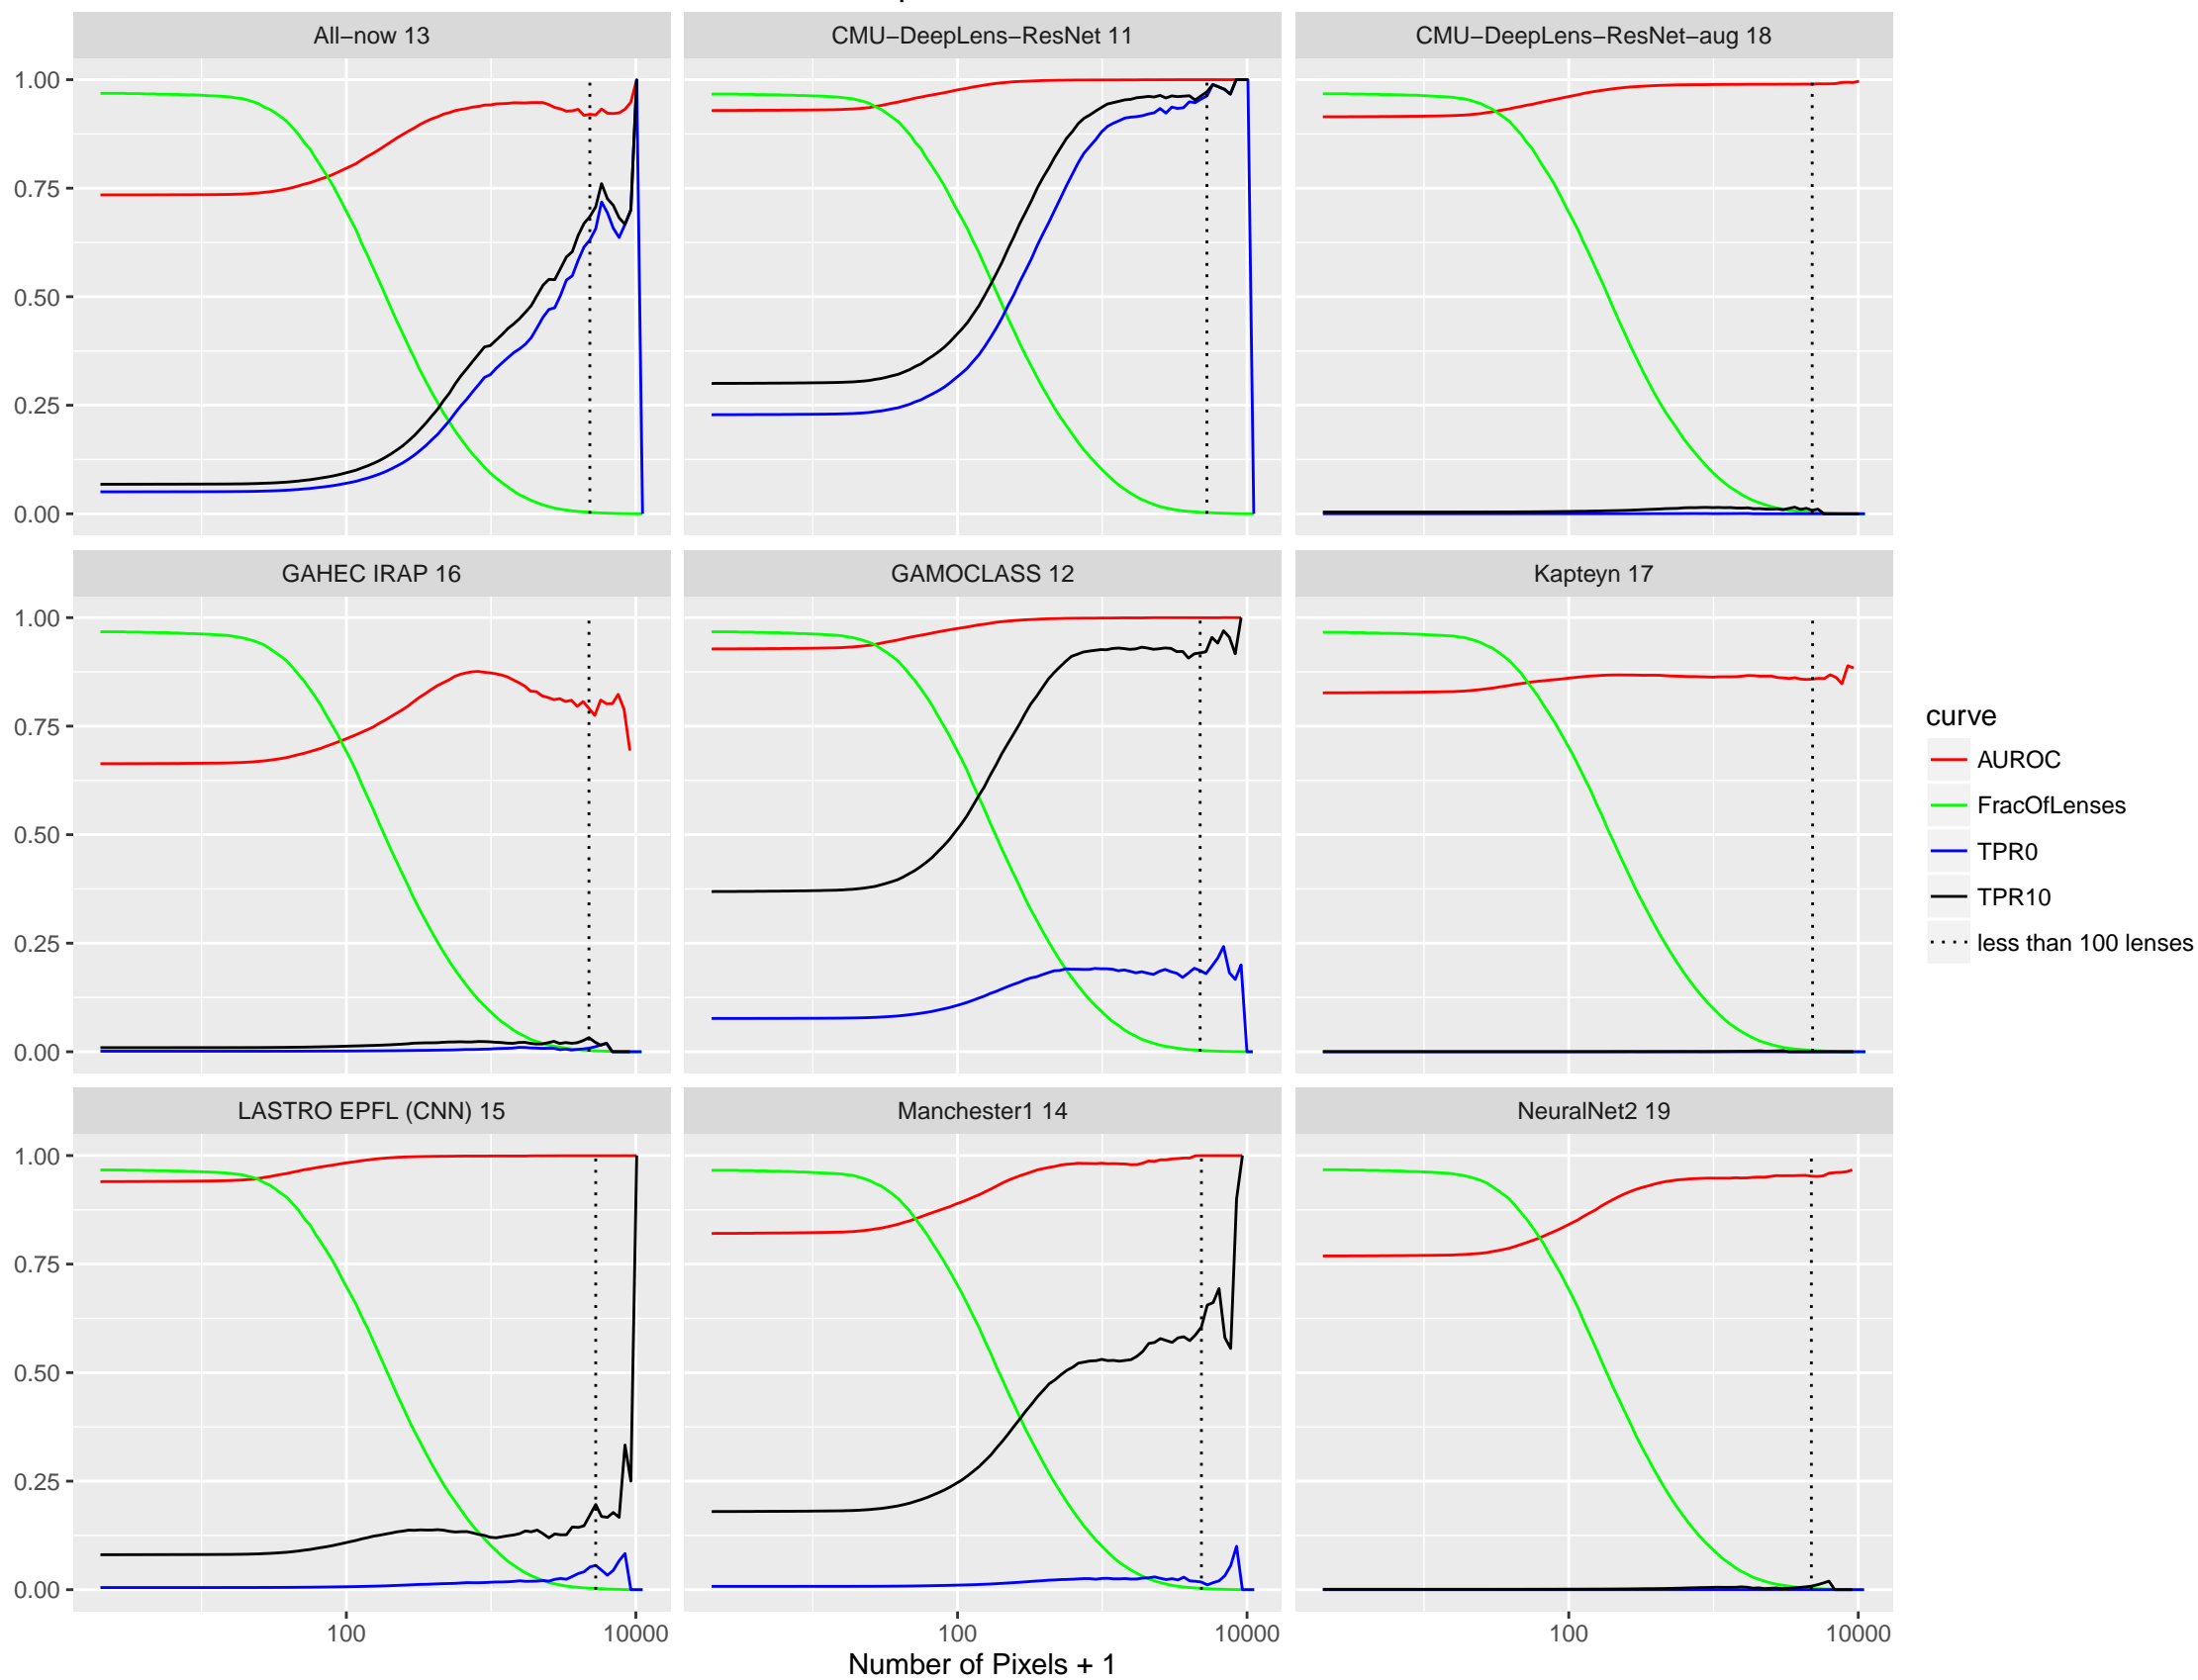 All−now 13
CMU−DeepLens−ResNet 11
CMU−DeepLens−ResNet−aug 18
1.00
0.75
0.50
0.25
0.00
GAHEC IRAP 16
GAMOCLASS 12
Kapteyn 17
1.00
0.75
0.50
0.25
0.00
LASTRO EPFL (CNN) 15
Manchester1 14
NeuralNet2 19
1.00
0.75
0.50
0.25
0.00
100
10000
100
10000
100
10000
Number of Pixels + 1
curve
AUROC
FracOfLenses
TPR0
TPR10
less than 100 lenses